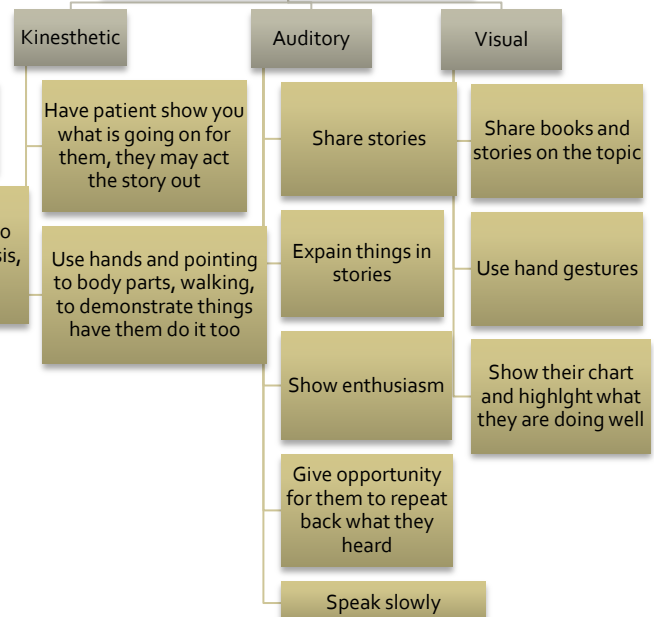 Kinesthetic
Have patient show you
what is going on for
them, they may act
the story out
Use hands and pointing
to body parts, walking,
to demonstrate things
have them do it too
Auditory
Share stories
Expain things in
stories
Show enthusiasm
Give opportunity
for them to repeat
back what they
heard
Speak slowly
Visual
Share books and
stories on the topic
Use hand gestures
Show their chart
and highlght what
they are doing well